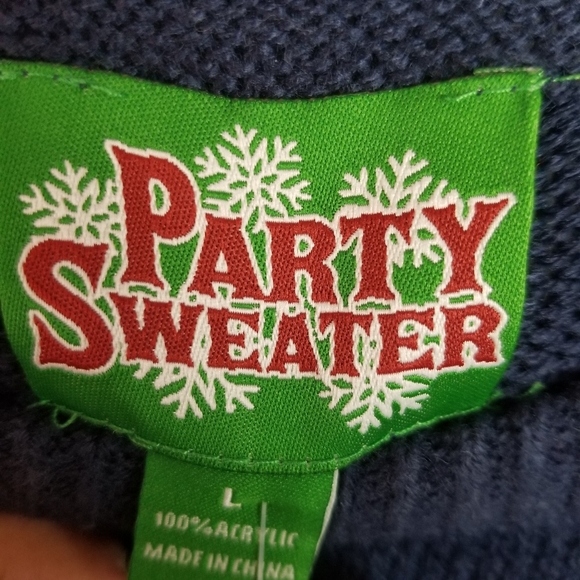 PARTY
SWEATER
L
100% ACRYLIC
MADE IN CHINA